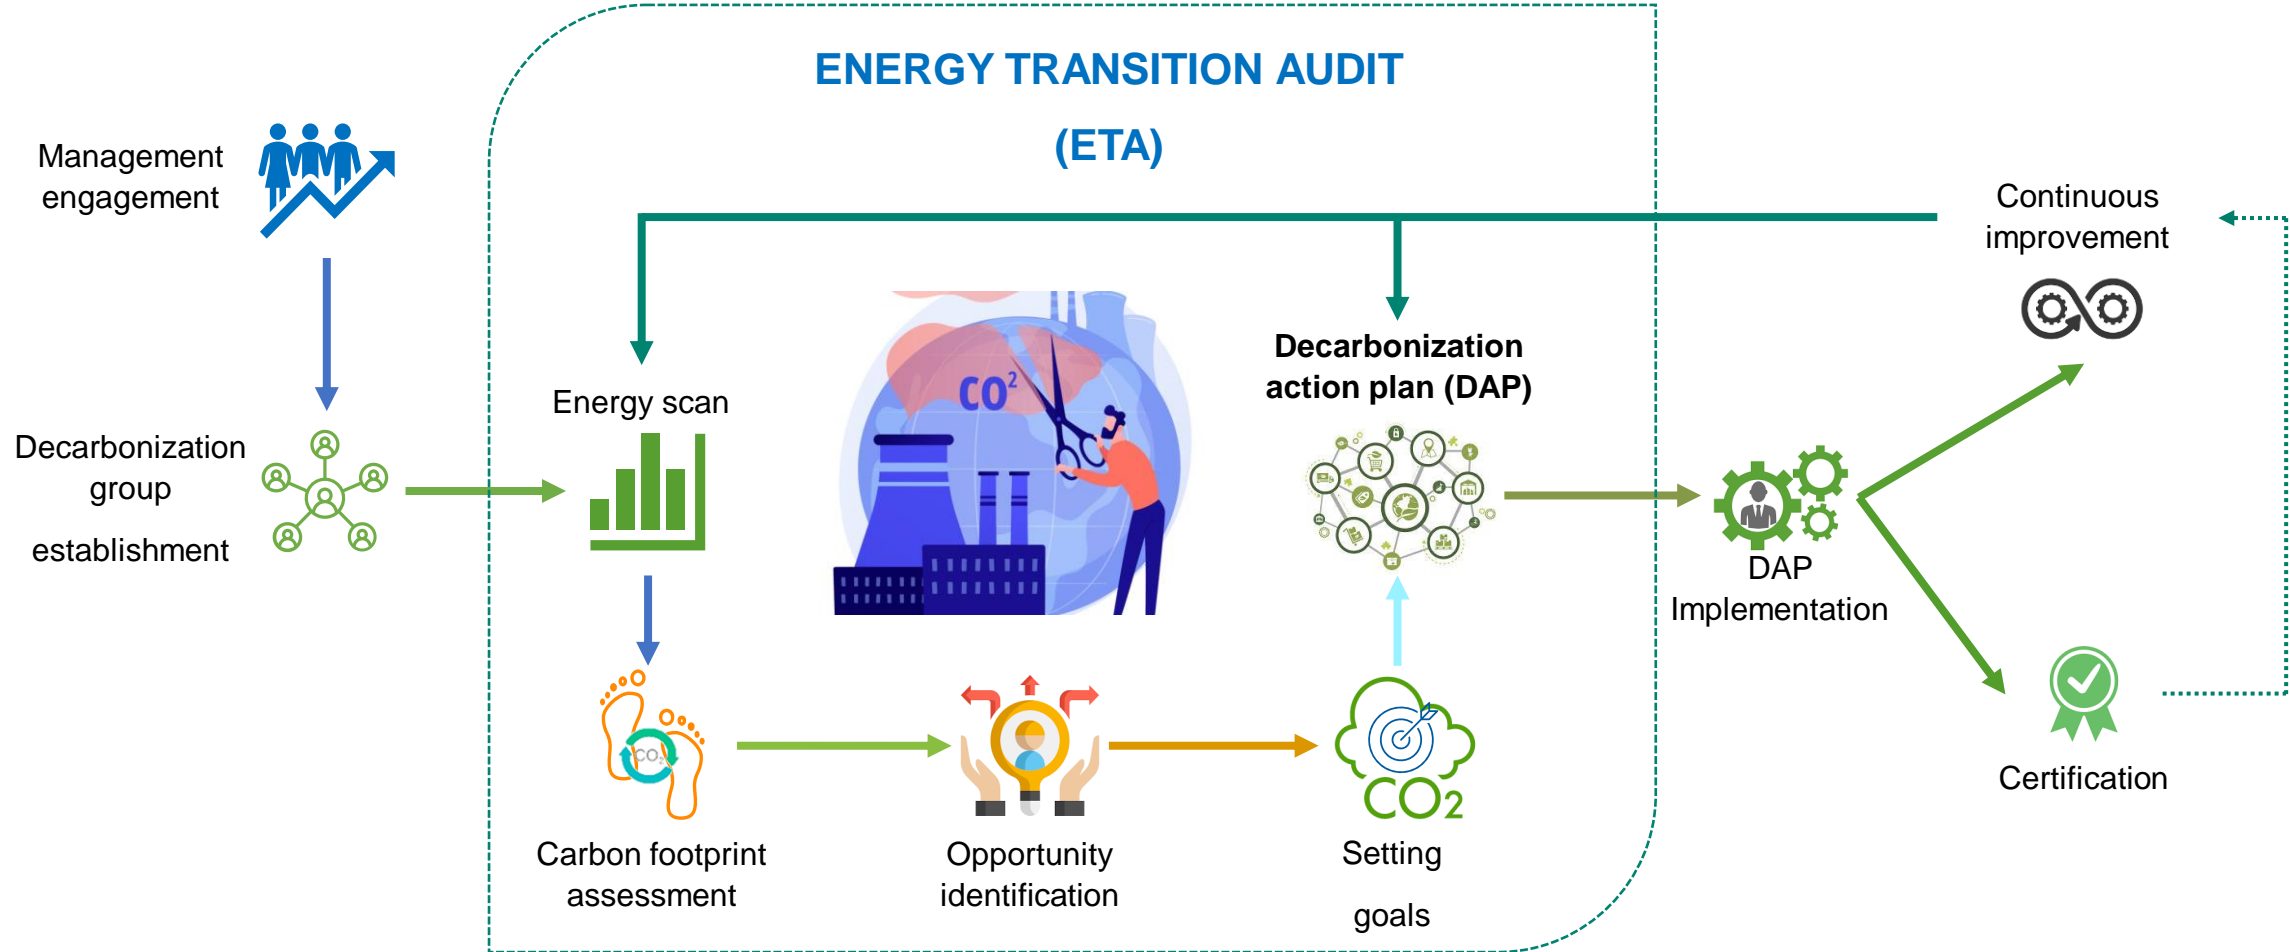 ENERGY TRANSITION AUDIT
(ETA)
Management
engagement
Decarbonization
group
establishment
Energy scan
CO²
Decarbonization
action plan (DAP)
Continuous
improvement
DAP
Implementation
CO₂
Carbon footprint
assessment
Opportunity
identification
CO2
Setting
goals
Certification